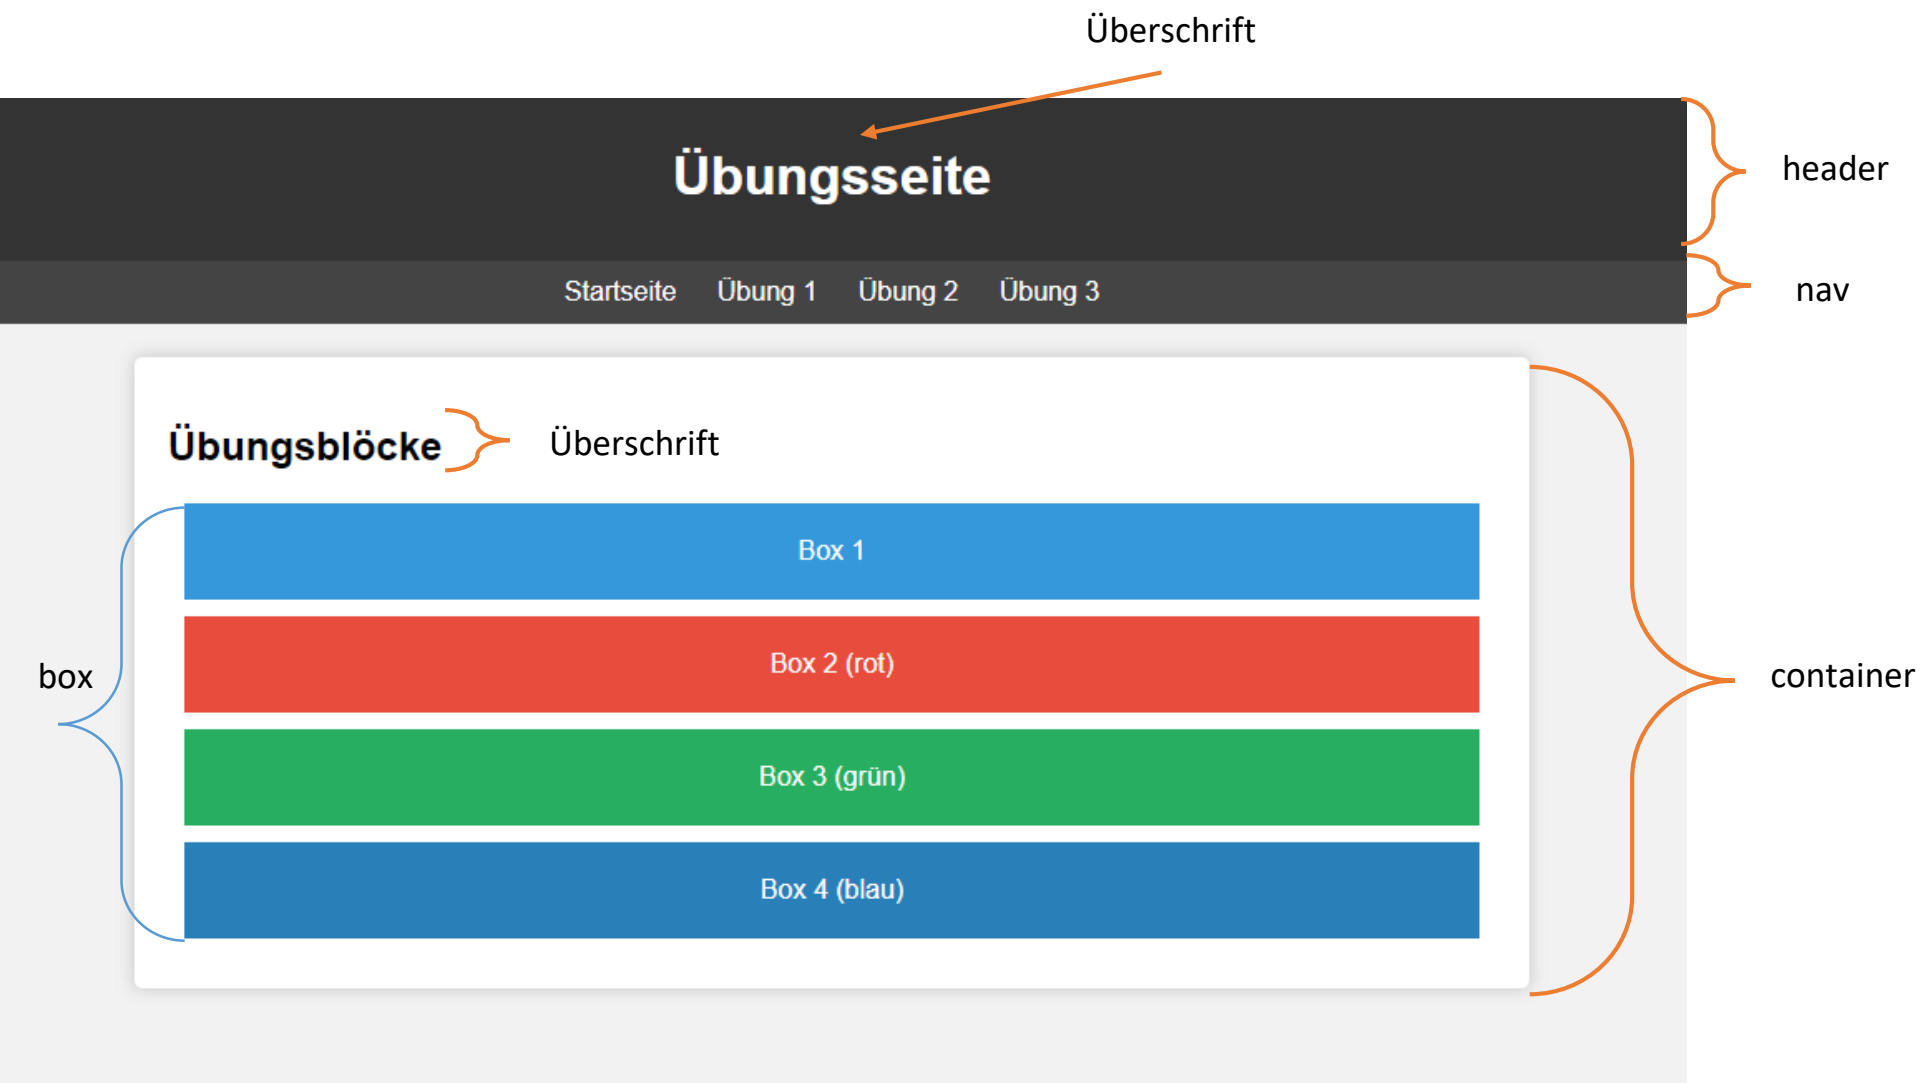 Überschrift
Übungsseite
header
Startseite Übung 1 Übung 2 Übung 3
nav
Übungsblöcke
Überschrift
Box 1
Box 2 (rot)
box
container
Box 3 (grün)
Box 4 (blau)